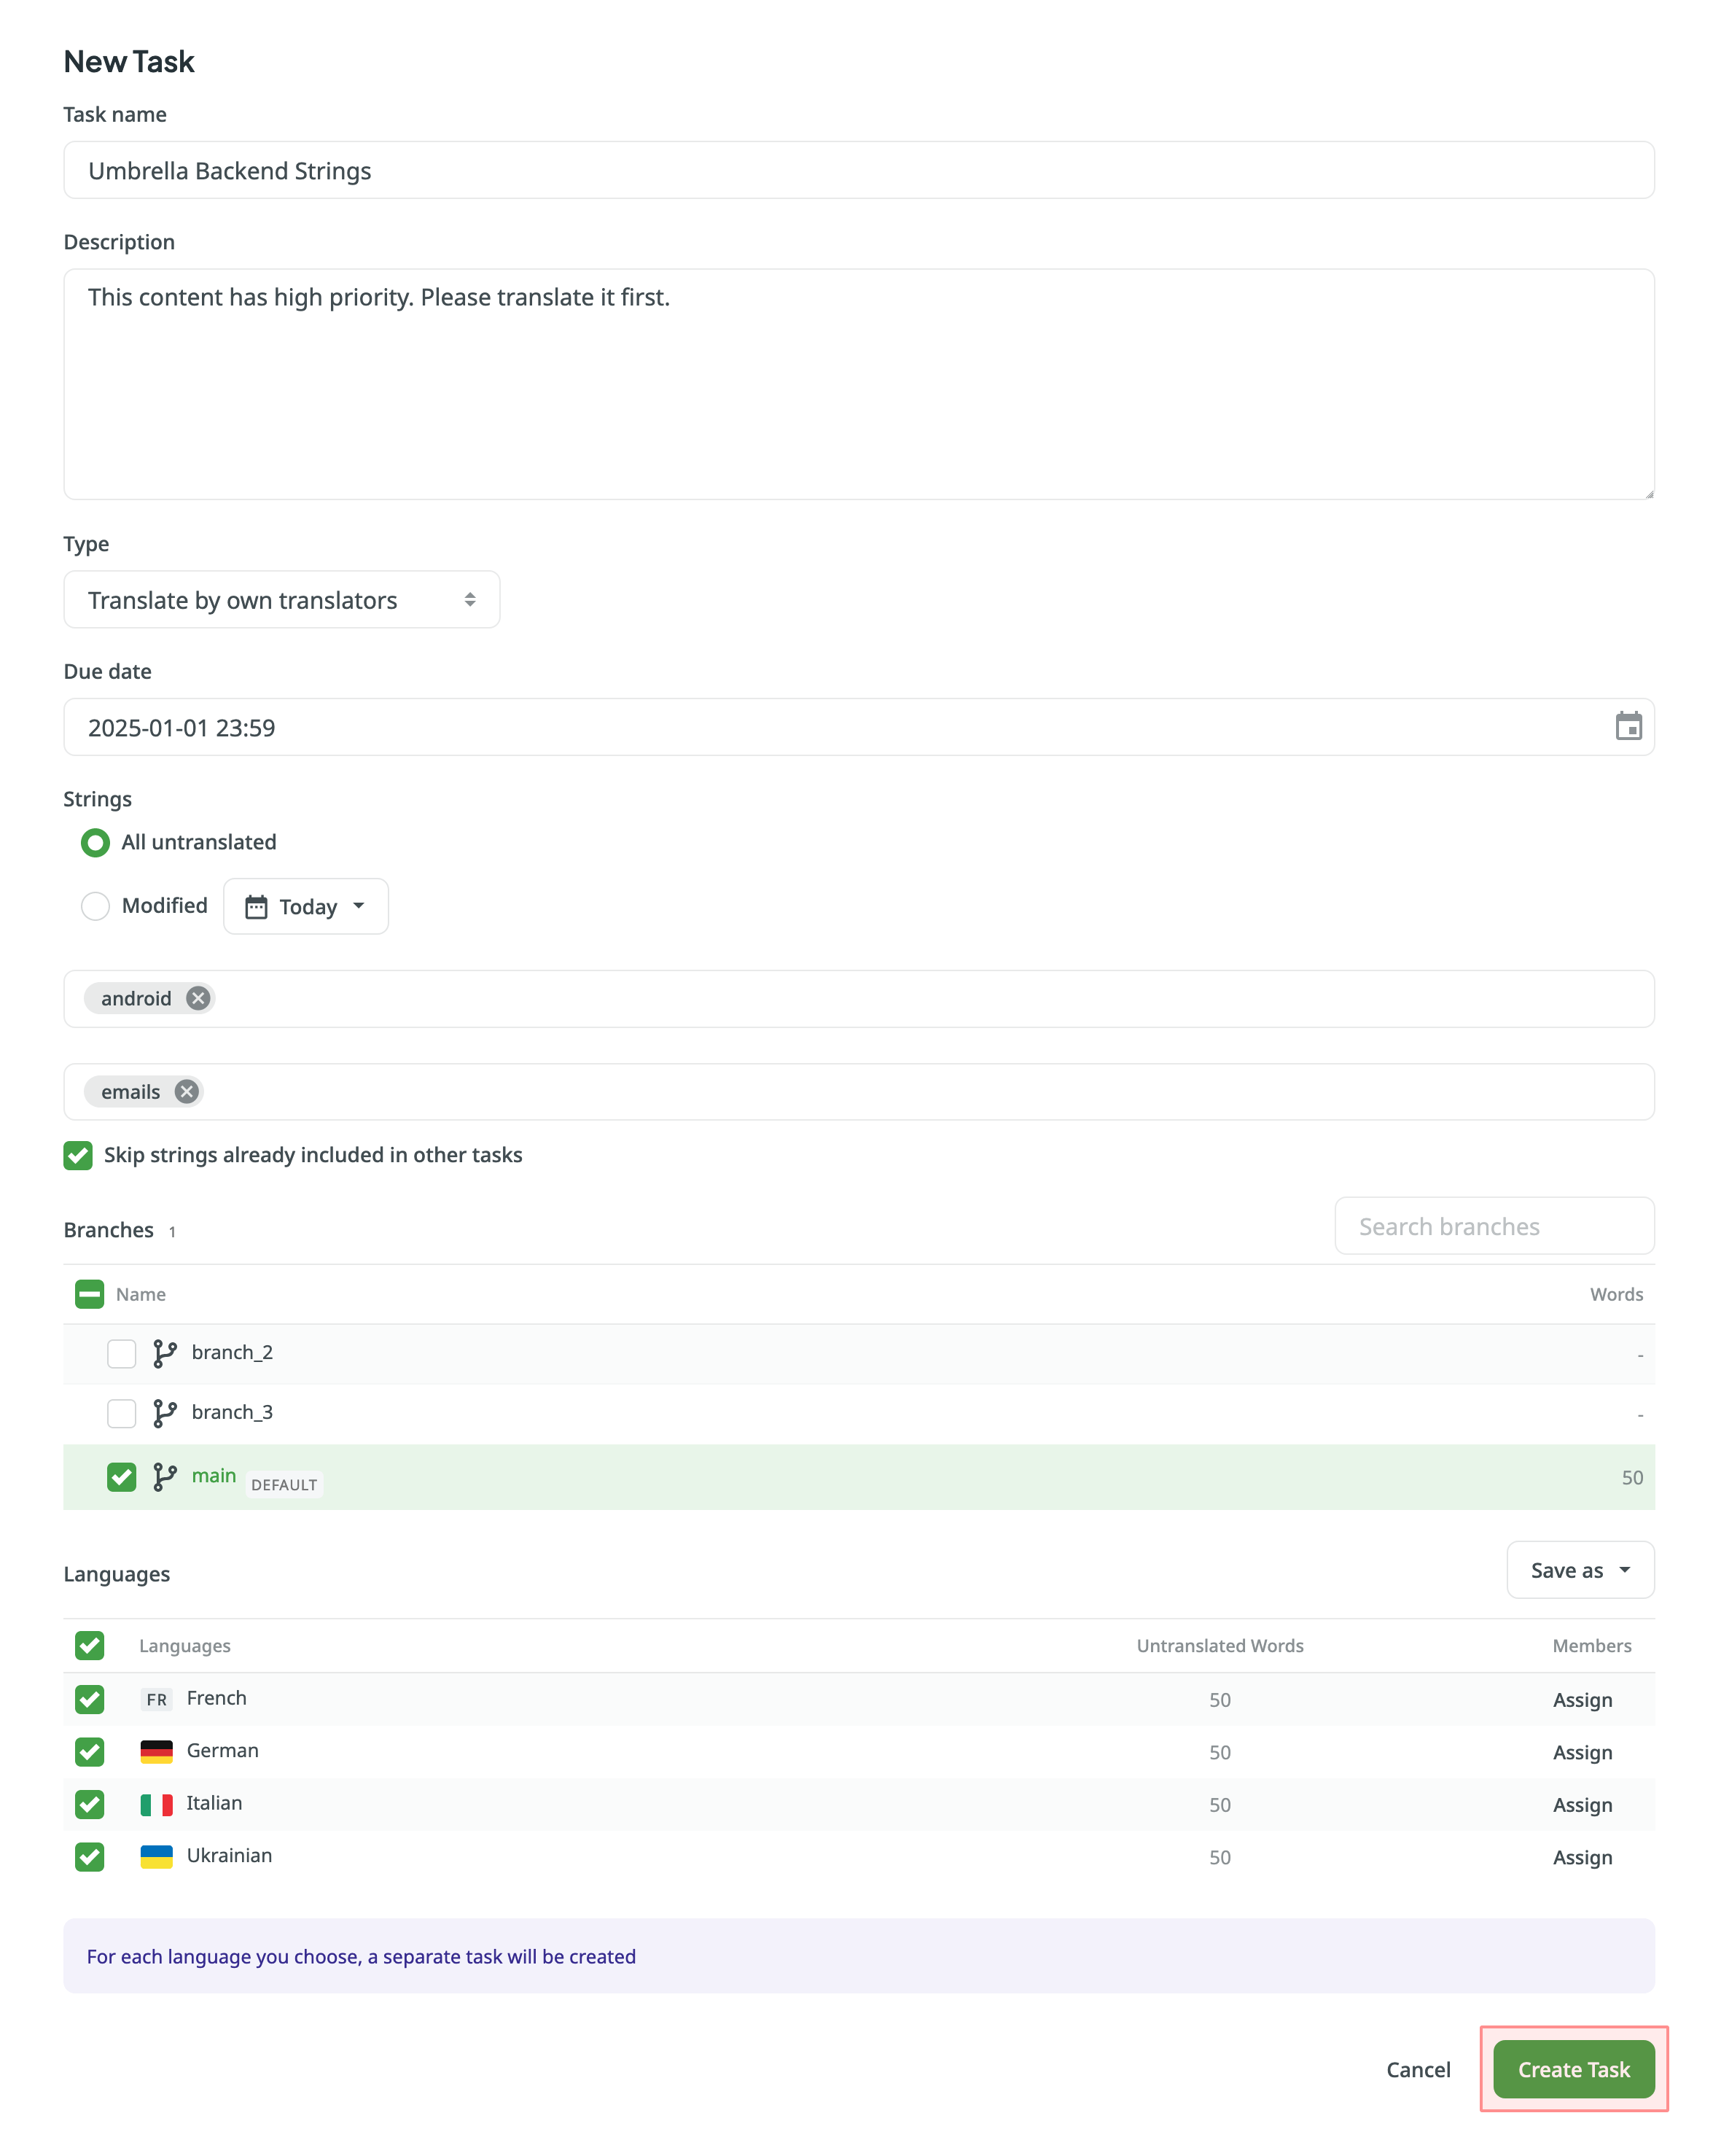 New Task
Task name
Umbrella Backend Strings
Description
This content has high priority. Please translate it first.
Type
Translate by own translators
Due date
2025-01-01 23:59
Strings
All untranslated
Modified Today
android
emails
Skip strings already included in other tasks
Branches 1 Search branches
Name Words
branch_2 -
branch_3 -
main DEFAULT 50
Languages Save as
Languages Untranslated Words Members
FR French 50 Assign
German 50 Assign
Italian 50 Assign
Ukrainian 50 Assign
For each language you choose, a separate task will be created
Cancel Create Task